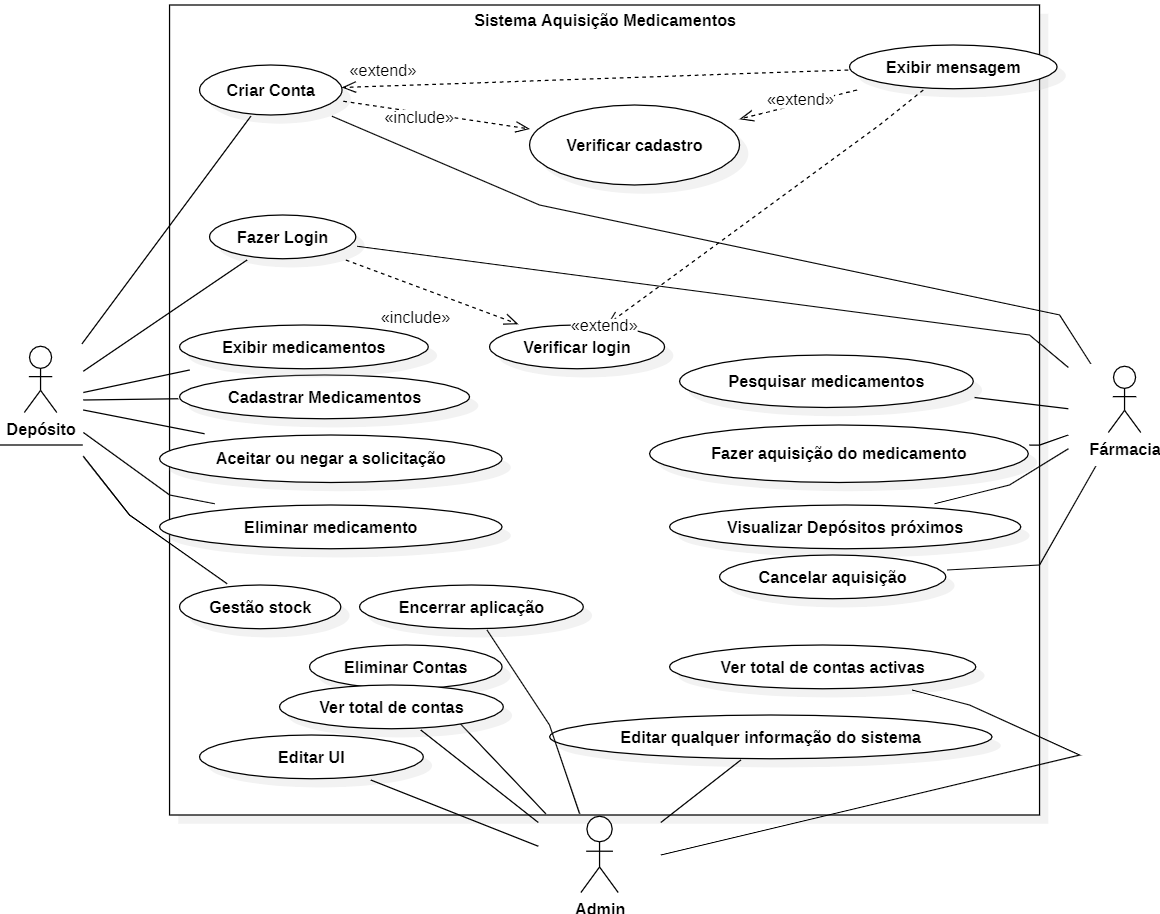 Sistema Aquisição Medicamentos
Exibir mensagem
«extend»
Criar Conta
«extend»
«include»
Verificar cadastro
Fazer Login
«include»
«extend»
Exibir medicamentos
Verificar login
Pesquisar medicamentos
Cadastrar Medicamentos
Depósito
Fármacia
Aceitar ou negar a solicitação
Fazer aquisição do medicamento
Eliminar medicamento
Visualizar Depósitos próximos
Cancelar aquisição
Gestão stock
Encerrar aplicação
Eliminar Contas
Ver total de contas activas
Ver total de contas
Editar qualquer informação do sistema
Editar UI
Admin